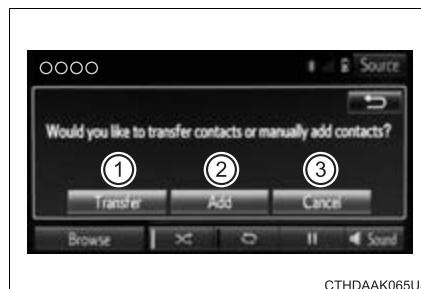 ○○○○ Source
Would you like to transfer contacts or manually add contacts?
1 2 3
Transfer Add Cancel
Browse Sound
CTHDAAK065U